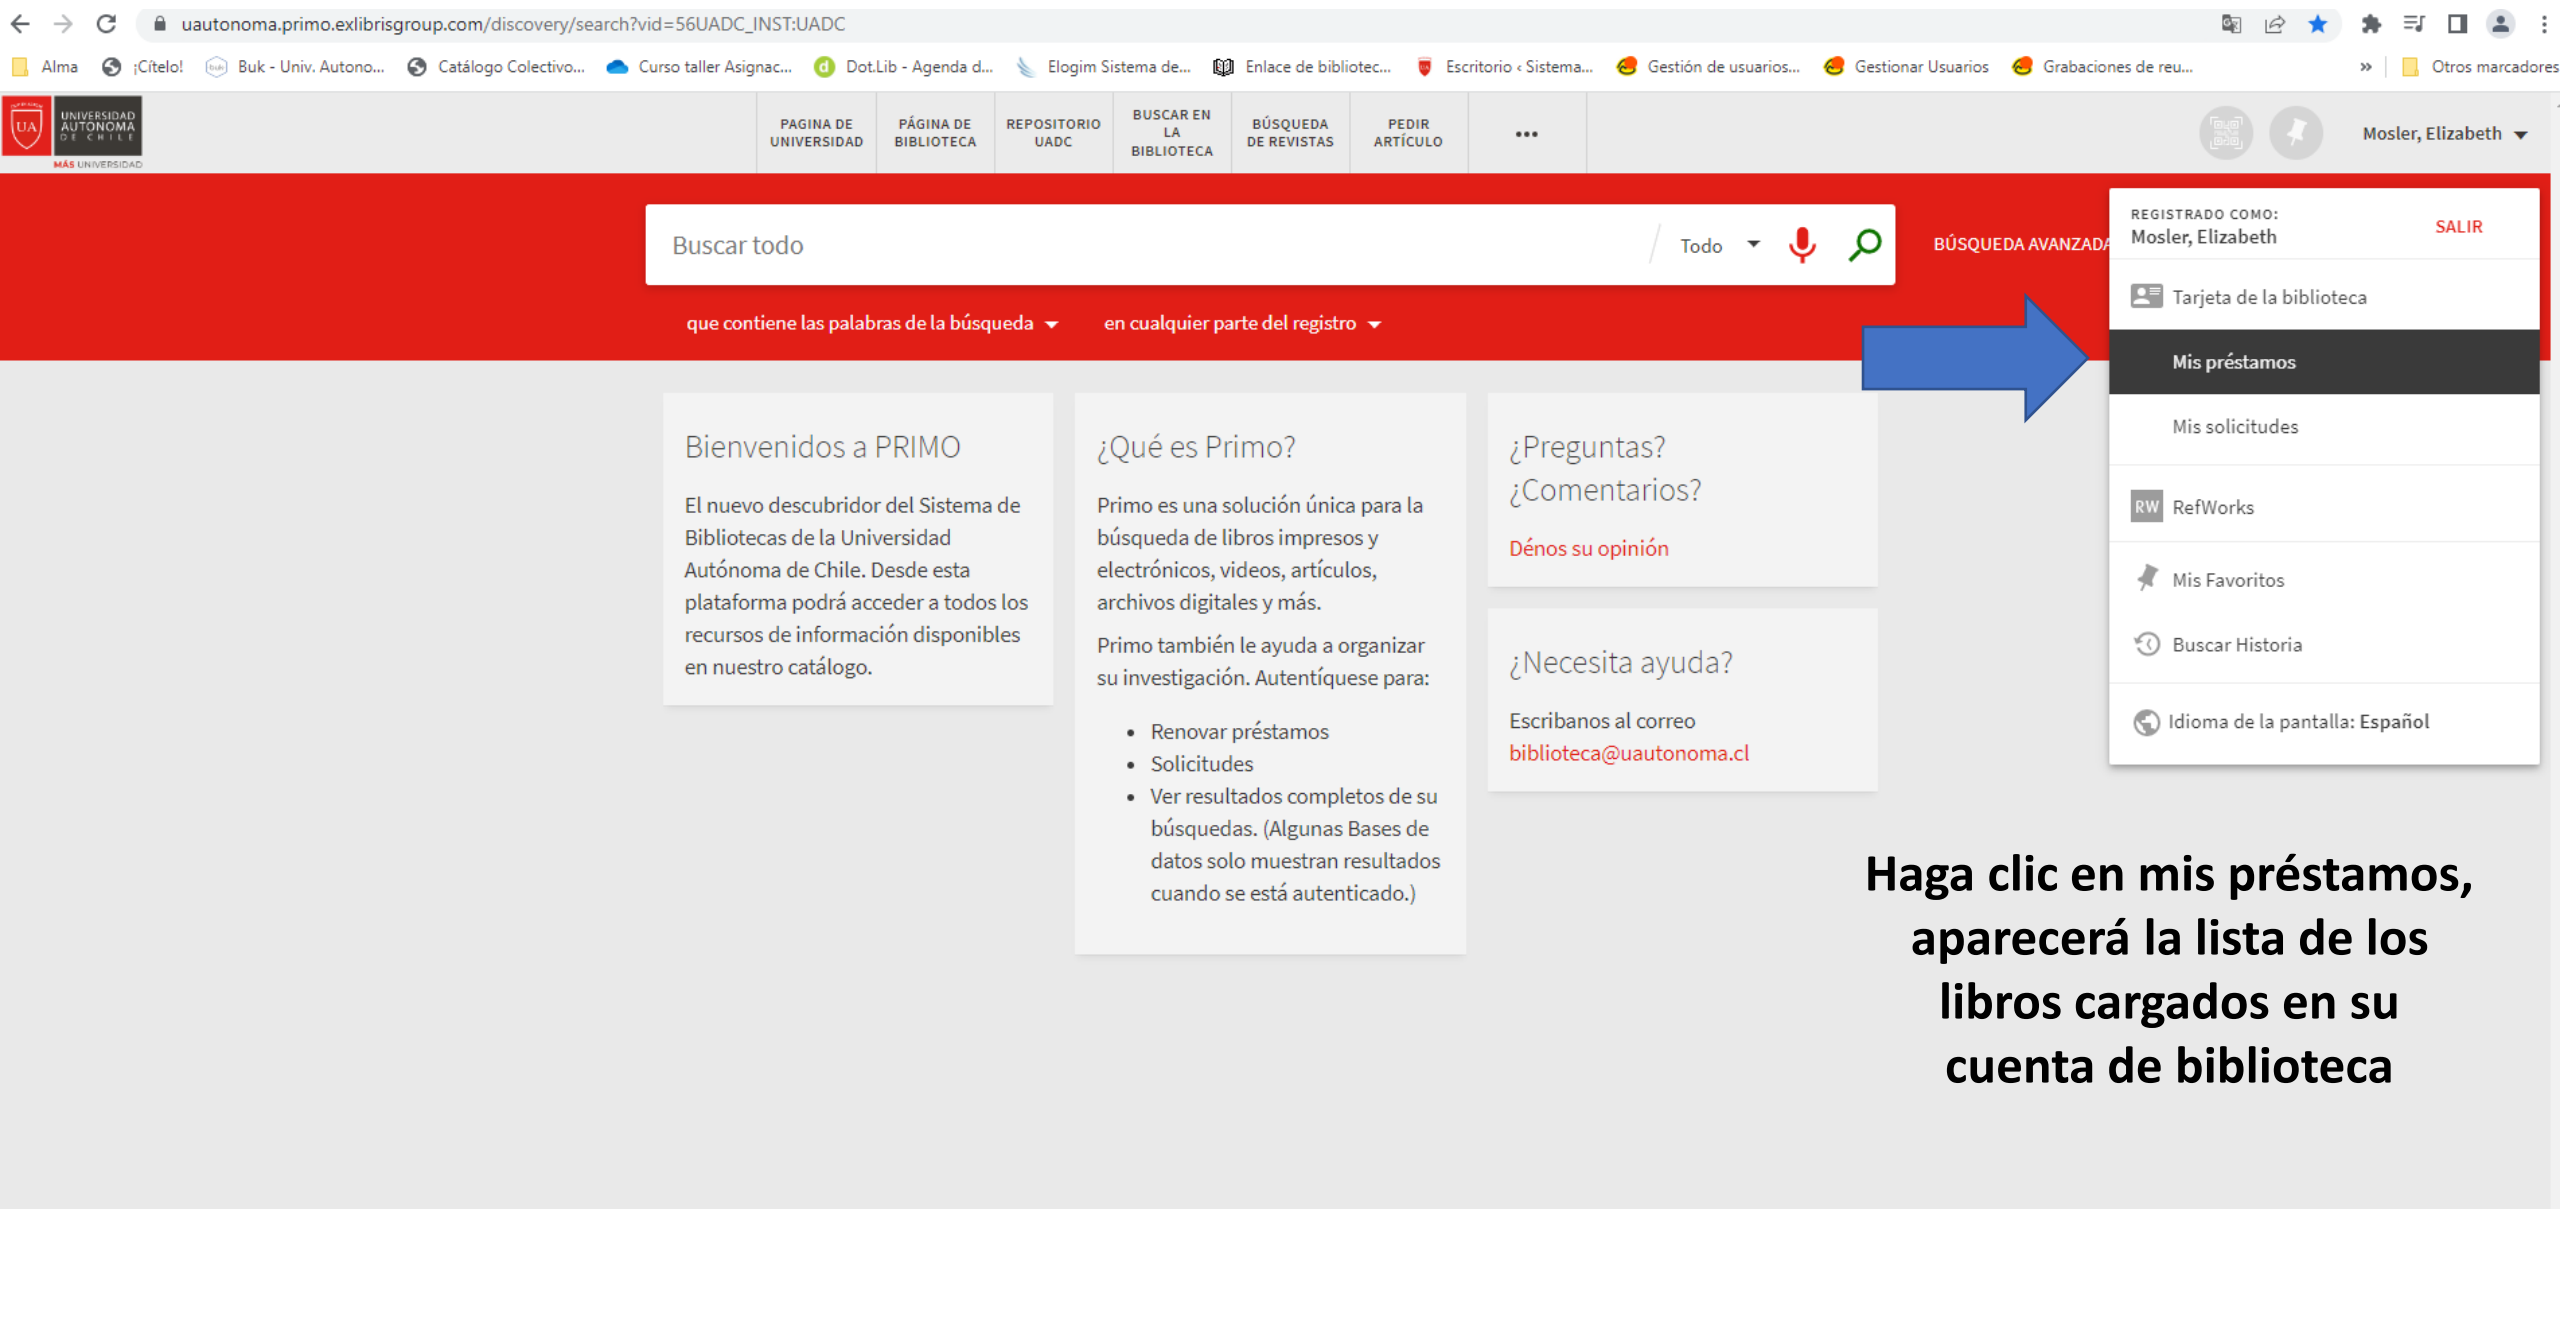 uautonoma.primo.exlibrisgroup.com/discovery/search?vid=56UADC_INST:UADC
Alma
¡Cítelo!
buk
Buk - Univ. Autono...
Catálogo Colectivo...
Curso taller Asignac...
d
Dot.Lib - Agenda d...
Elogim Sistema de...
Enlace de bibliotec...
Escritorio ‹ Sistema...
Gestión de usuarios...
Gestionar Usuarios
Grabaciones de reu...
»
Otros marcadores
UA
UNIVERSIDAD
AUTONOMA
DE CHILE
MÁS UNIVERSIDAD
PAGINA DE
UNIVERSIDAD
PÁGINA DE
BIBLIOTECA
REPOSITORIO
UADC
BUSCAR EN
LA
BIBLIOTECA
BÚSQUEDA
DE REVISTAS
PEDIR
ARTÍCULO
•••
Mosler, Elizabeth
Buscar todo
Todo
BÚSQUEDA AVANZADA
que contiene las palabras de la búsqueda
en cualquier parte del registro
REGISTRADO COMO:
Mosler, Elizabeth
SALIR
Tarjeta de la biblioteca
Mis préstamos
Mis solicitudes
RW
RefWorks
Mis Favoritos
Buscar Historia
Idioma de la pantalla: Español
Bienvenidos a PRIMO
El nuevo descubridor del Sistema de
Bibliotecas de la Universidad
Autónoma de Chile. Desde esta
plataforma podrá acceder a todos los
recursos de información disponibles
en nuestro catálogo.
¿Qué es Primo?
Primo es una solución única para la
búsqueda de libros impresos y
electrónicos, videos, artículos,
archivos digitales y más.
Primo también le ayuda a organizar
su investigación. Autentíquese para:
• Renovar préstamos
• Solicitudes
• Ver resultados completos de su
búsquedas. (Algunas Bases de
datos solo muestran resultados
cuando se está autenticado.)
¿Preguntas?
¿Comentarios?
Dénos su opinión
¿Necesita ayuda?
Escribanos al correo
biblioteca@uautonoma.cl
Haga clic en mis préstamos,
aparecerá la lista de los
libros cargados en su
cuenta de biblioteca